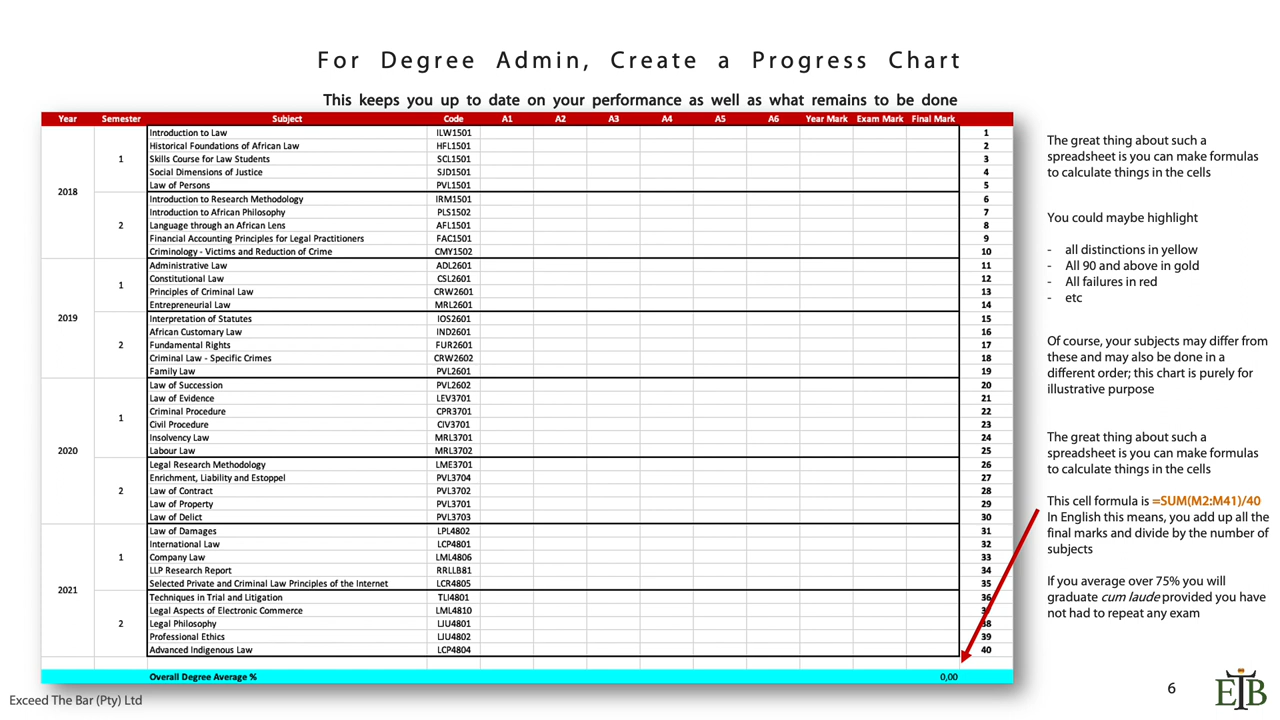 For Degree Admin, Create a Progress Chart
This keeps you up to date on your performance as well as what remains to be done
Year Semester Subject Code A1 A2 A3 A4 A5 A6 Year Mark Exam Mark Final Mark
2018
1
Introduction to Law ILW1501 1
Historical Foundations of African Law HFL1501 2
Skills Course for Law Students SCL1501 3
Social Dimensions of Justice SJD1501 4
Law of Persons PVL1501 5
2
Introduction to Research Methodology IRM1501 6
Introduction to African Philosophy PLS1502 7
Language through an African Lens AFL1501 8
Financial Accounting Principles for Legal Practitioners FAC1501 9
Criminology - Victims and Reduction of Crime CMY1502 10
2019
1
Administrative Law ADL2601 11
Constitutional Law CSL2601 12
Principles of Criminal Law CRW2601 13
Entrepreneurial Law MRL2601 14
2
Interpretation of Statutes IOS2601 15
African Customary Law IND2601 16
Fundamental Rights FUR2601 17
Criminal Law - Specific Crimes CRW2602 18
Family Law PVL2601 19
2020
1
Law of Succession PVL2602 20
Law of Evidence LEV3701 21
Criminal Procedure CPR3701 22
Civil Procedure CIV3701 23
Insolvency Law MRL3701 24
Labour Law MRL3702 25
2
Legal Research Methodology LME3701 26
Enrichment, Liability and Estoppel PVL3704 27
Law of Contract PVL3702 28
Law of Property PVL3701 29
Law of Delict PVL3703 30
2021
1
Law of Damages LPL4802 31
International Law LCP4801 32
Company Law LML4806 33
LLP Research Report RRLLB81 34
Selected Private and Criminal Law Principles of the Internet LCR4805 35
2
Techniques in Trial and Litigation TLI4801 36
Legal Aspects of Electronic Commerce LML4810
Legal Philosophy LJU4801 38
Professional Ethics LJU4802 39
Advanced Indigenous Law LCP4804 40
Overall Degree Average % 0,00
The great thing about such a
spreadsheet is you can make formulas
to calculate things in the cells
You could maybe highlight
- all distinctions in yellow
- All 90 and above in gold
- All failures in red
- etc
Of course, your subjects may differ from
these and may also be done in a
different order; this chart is purely for
illustrative purpose
The great thing about such a
spreadsheet is you can make formulas
to calculate things in the cells
This cell formula is =SUM(M2:M41)/40
In English this means, you add up all the
final marks and divide by the number of
subjects
If you average over 75% you will
graduate cum laude provided you have
not had to repeat any exam
Exceed The Bar (Pty) Ltd
6
ETB